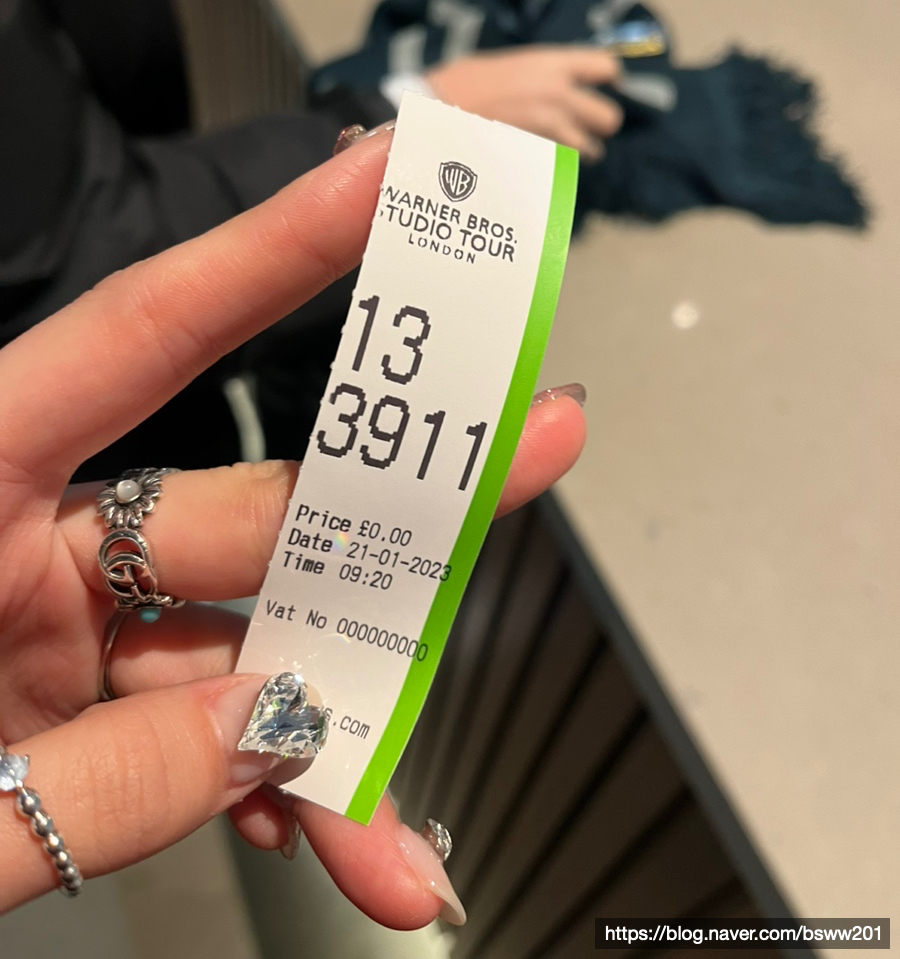 WB
WARNER BROS.
STUDIO TOUR
LONDON
13
3911
Price £0.00
Date 21-01-2023
Time 09:20
Vat No 000000000
.com
https://blog.naver.com/bsww201